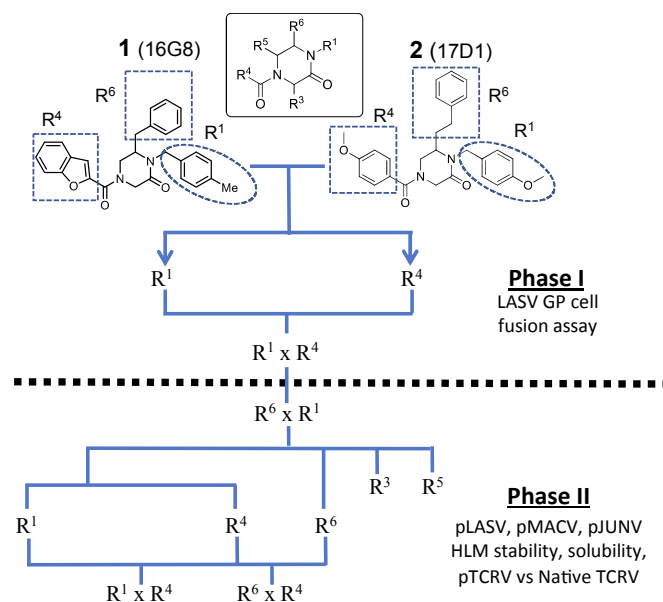 1 (16G8)
R⁶
R⁵
R¹
N
R⁴
N
O
O
R³
2 (17D1)
R⁶
R⁴
R¹
O
N
N
O
O
Me
R⁴
R⁶
R¹
O
N
N
O
O
O
R¹
R⁴
Phase I
LASV GP cell
fusion assay
R¹ x R⁴
R⁶ x R¹
R³
R⁵
R¹
R⁴
R⁶
Phase II
pLASV, pMACV, pJUNV
HLM stability, solubility,
pTCRV vs Native TCRV
R¹ x R⁴
R⁶ x R⁴